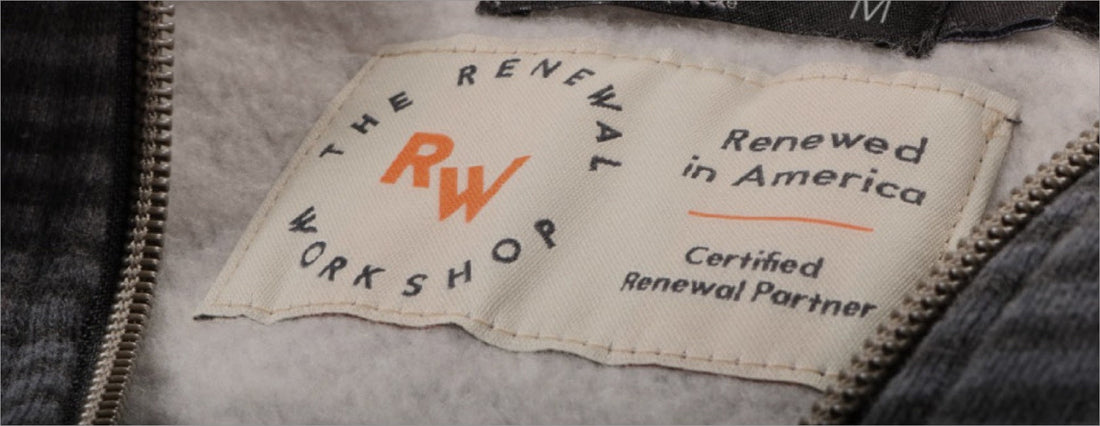 THE RENEWAL
WORKSHOP
RW
Renewed
in America
Certified
Renewal Partner
M